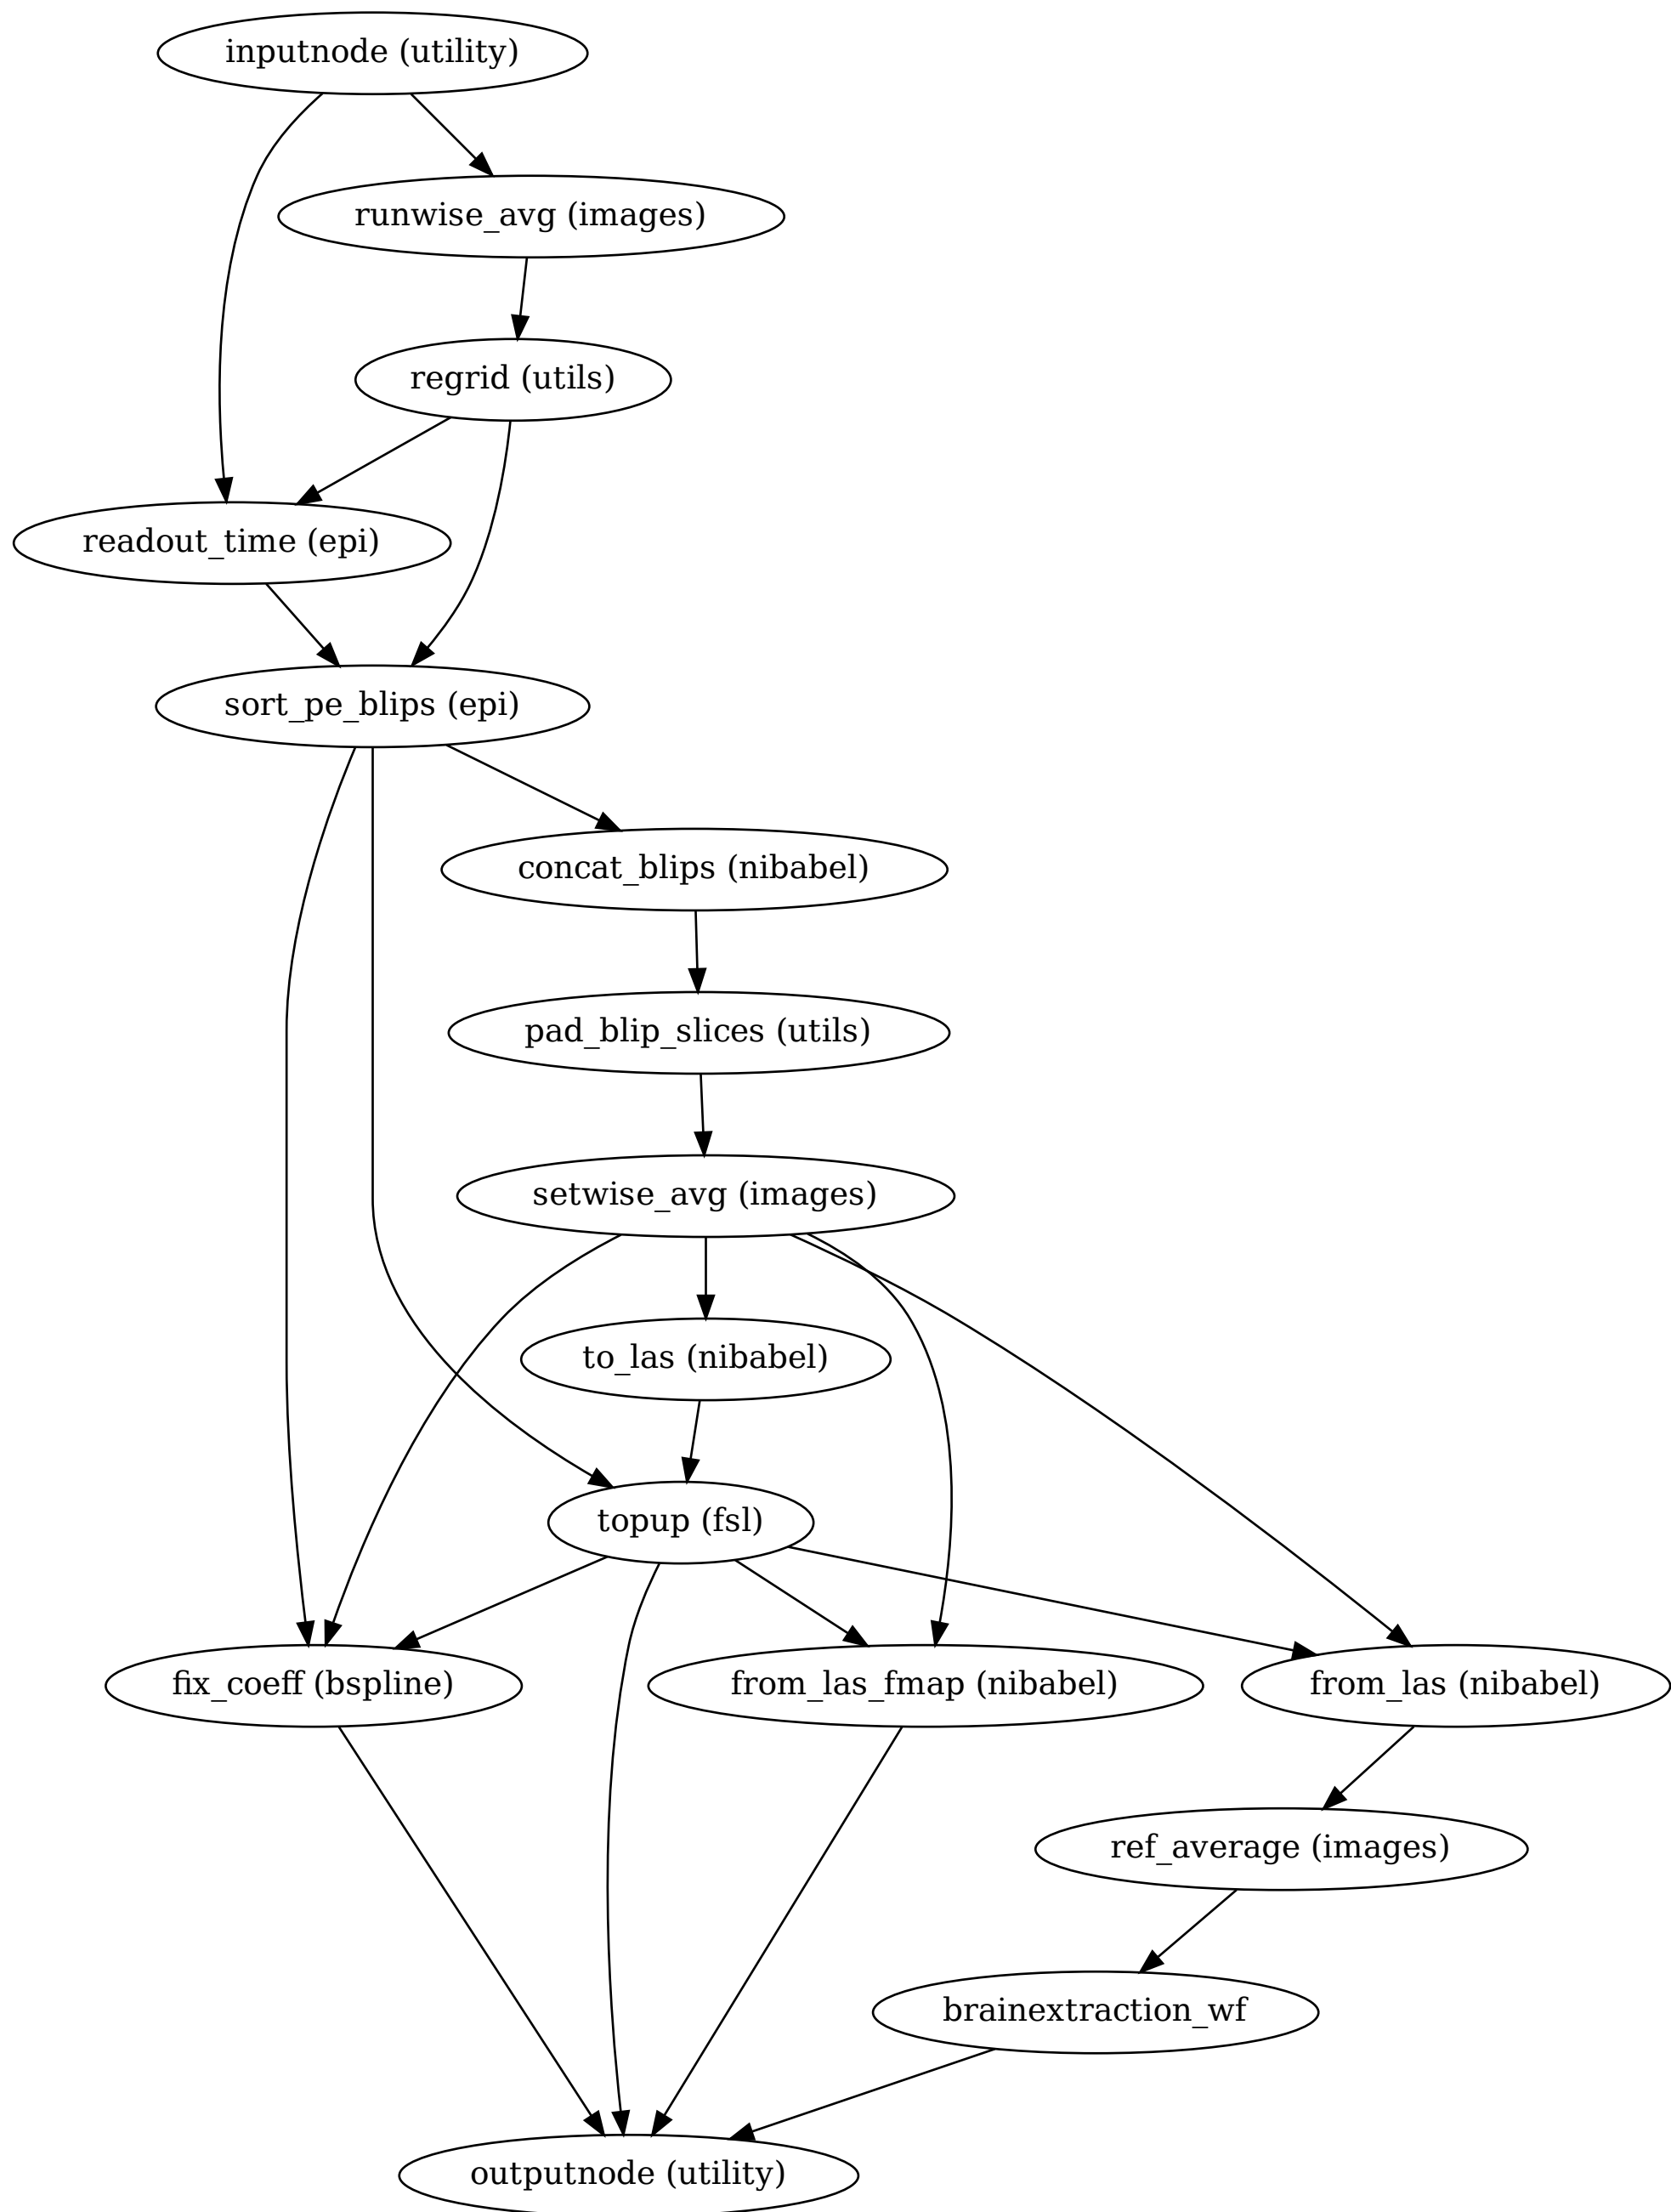 inputnode (utility)
runwise_avg (images)
regrid (utils)
readout_time (epi)
sort_pe_blips (epi)
concat_blips (nibabel)
pad_blip_slices (utils)
setwise_avg (images)
to_las (nibabel)
topup (fsl)
fix_coeff (bspline)
from_las_fmap (nibabel)
from_las (nibabel)
ref_average (images)
brainextraction_wf
outputnode (utility)